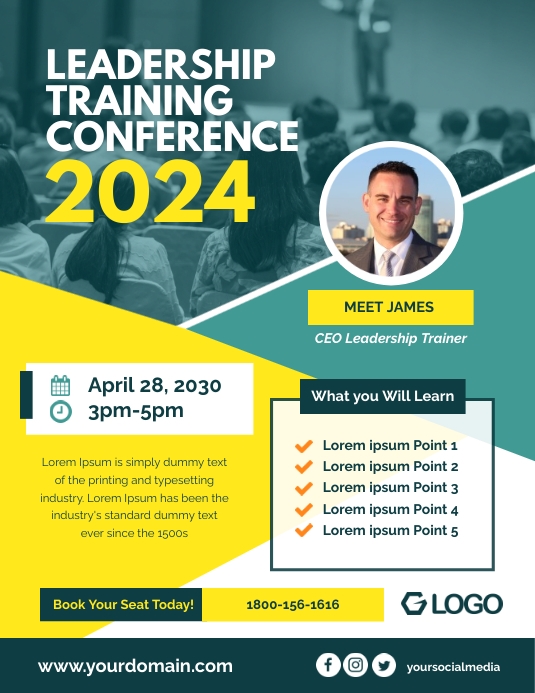 LEADERSHIP
TRAINING
CONFERENCE
2024
MEET JAMES
CEO Leadership Trainer
April 28, 2030
3pm-5pm
Lorem Ipsum is simply dummy text
of the printing and typesetting
industry. Lorem Ipsum has been the
industry's standard dummy text
ever since the 1500s
What you Will Learn
Lorem ipsum Point 1
Lorem ipsum Point 2
Lorem ipsum Point 3
Lorem ipsum Point 4
Lorem ipsum Point 5
Book Your Seat Today!
1800-156-1616
LOGO
www.yourdomain.com
yoursocialmedia